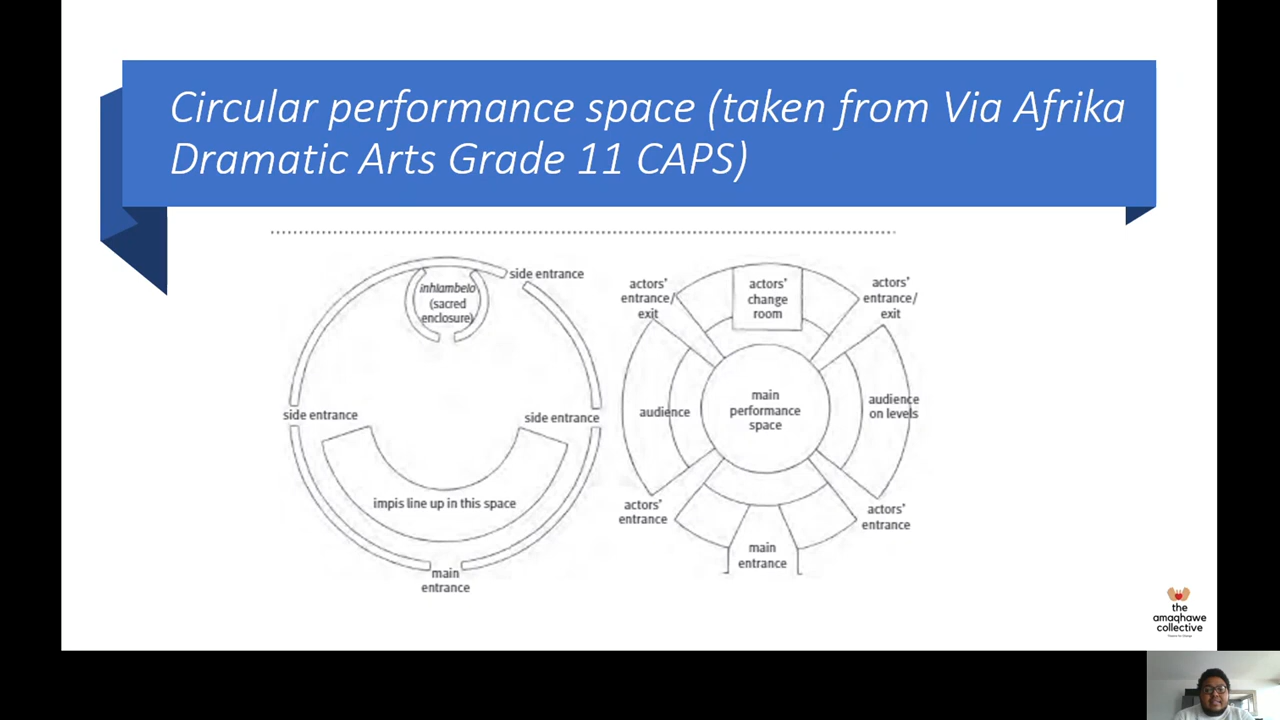 Circular performance space (taken from Via Afrika
Dramatic Arts Grade 11 CAPS)
side entrance
inhlambelo
(sacred
enclosure)
side entrance
side entrance
impis line up in this space
main
entrance
actors'
entrance/
exit
actors'
change
room
actors'
entrance/
exit
audience
main
performance
space
audience
on levels
actors'
entrance
actors'
entrance
main
entrance
the
amaqhawe
collective